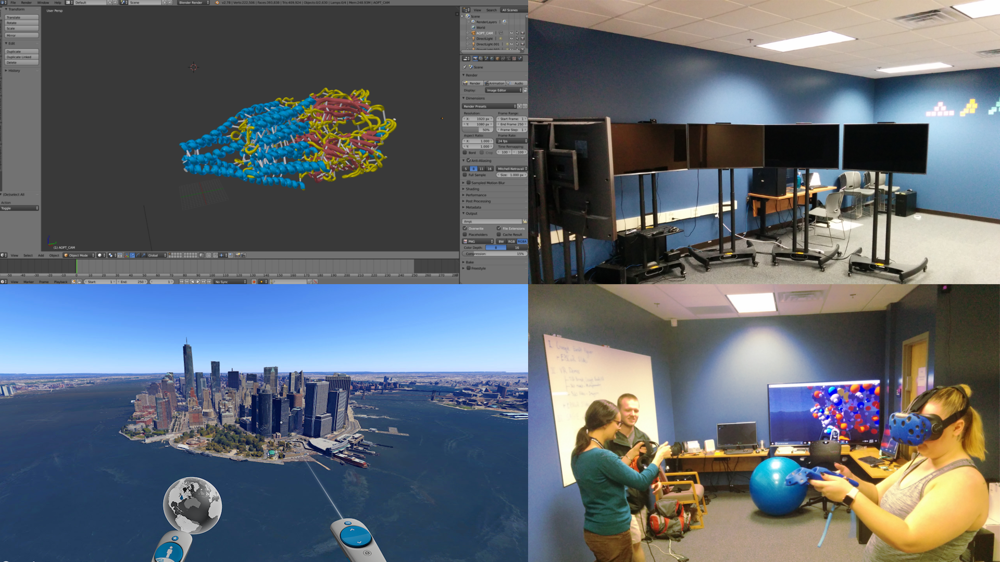 File Render Window Help Default Scene Blender Render v2.78 | Verts:222,506 | Faces:393,838 | Tris:409,924 | Objects:0/2,630 | Lamps:0/4 | Mem:248.93M | AOPT_CAM
Transform
Translate
Rotate
Scale
Mirror
Edit
Duplicate
Duplicate Linked
Delete
History
(De)select All
Action
Toggle
User Persp
(1) AOPT_CAM
View Select Add Object Object Mode Global
-50 -40 -30 -20 -10 0 10 20 30 40 50 60 70 80 90 100 110 120 130 140 150 160 170 180 190 200 210 220 230 240 250 260 270 280
View Marker Frame Playback Start: 1 End: 250 1 No Sync
View Search All Scenes
Scene
RenderLayers
World
AOPT_CAM
DirectLight
DirectLight.001
Scene
Render
Render Animation Audio
Display: Image Editor
Dimensions
Render Presets
Resolution: Frame Range:
X: 1920 px Start Frame: 1
Y: 1080 px End Frame: 250
50% Frame Step: 1
Aspect Ratio: Frame Rate:
X: 1.000 24 fps
Y: 1.000 Time Remapping:
Bord Crop 100 100
Anti-Aliasing
5 8 11 16 Mitchell-Netravali
Full Sample Size: 1.000 px
Sampled Motion Blur
Shading
Performance
Post Processing
Metadata
Output
/tmp\
Overwrite File Extensions
Placeholders Cache Result
PNG BW RGB RGBA
Color Depth: 8 16
Compression: 15%
Bake
Freestyle
II. VR Demos